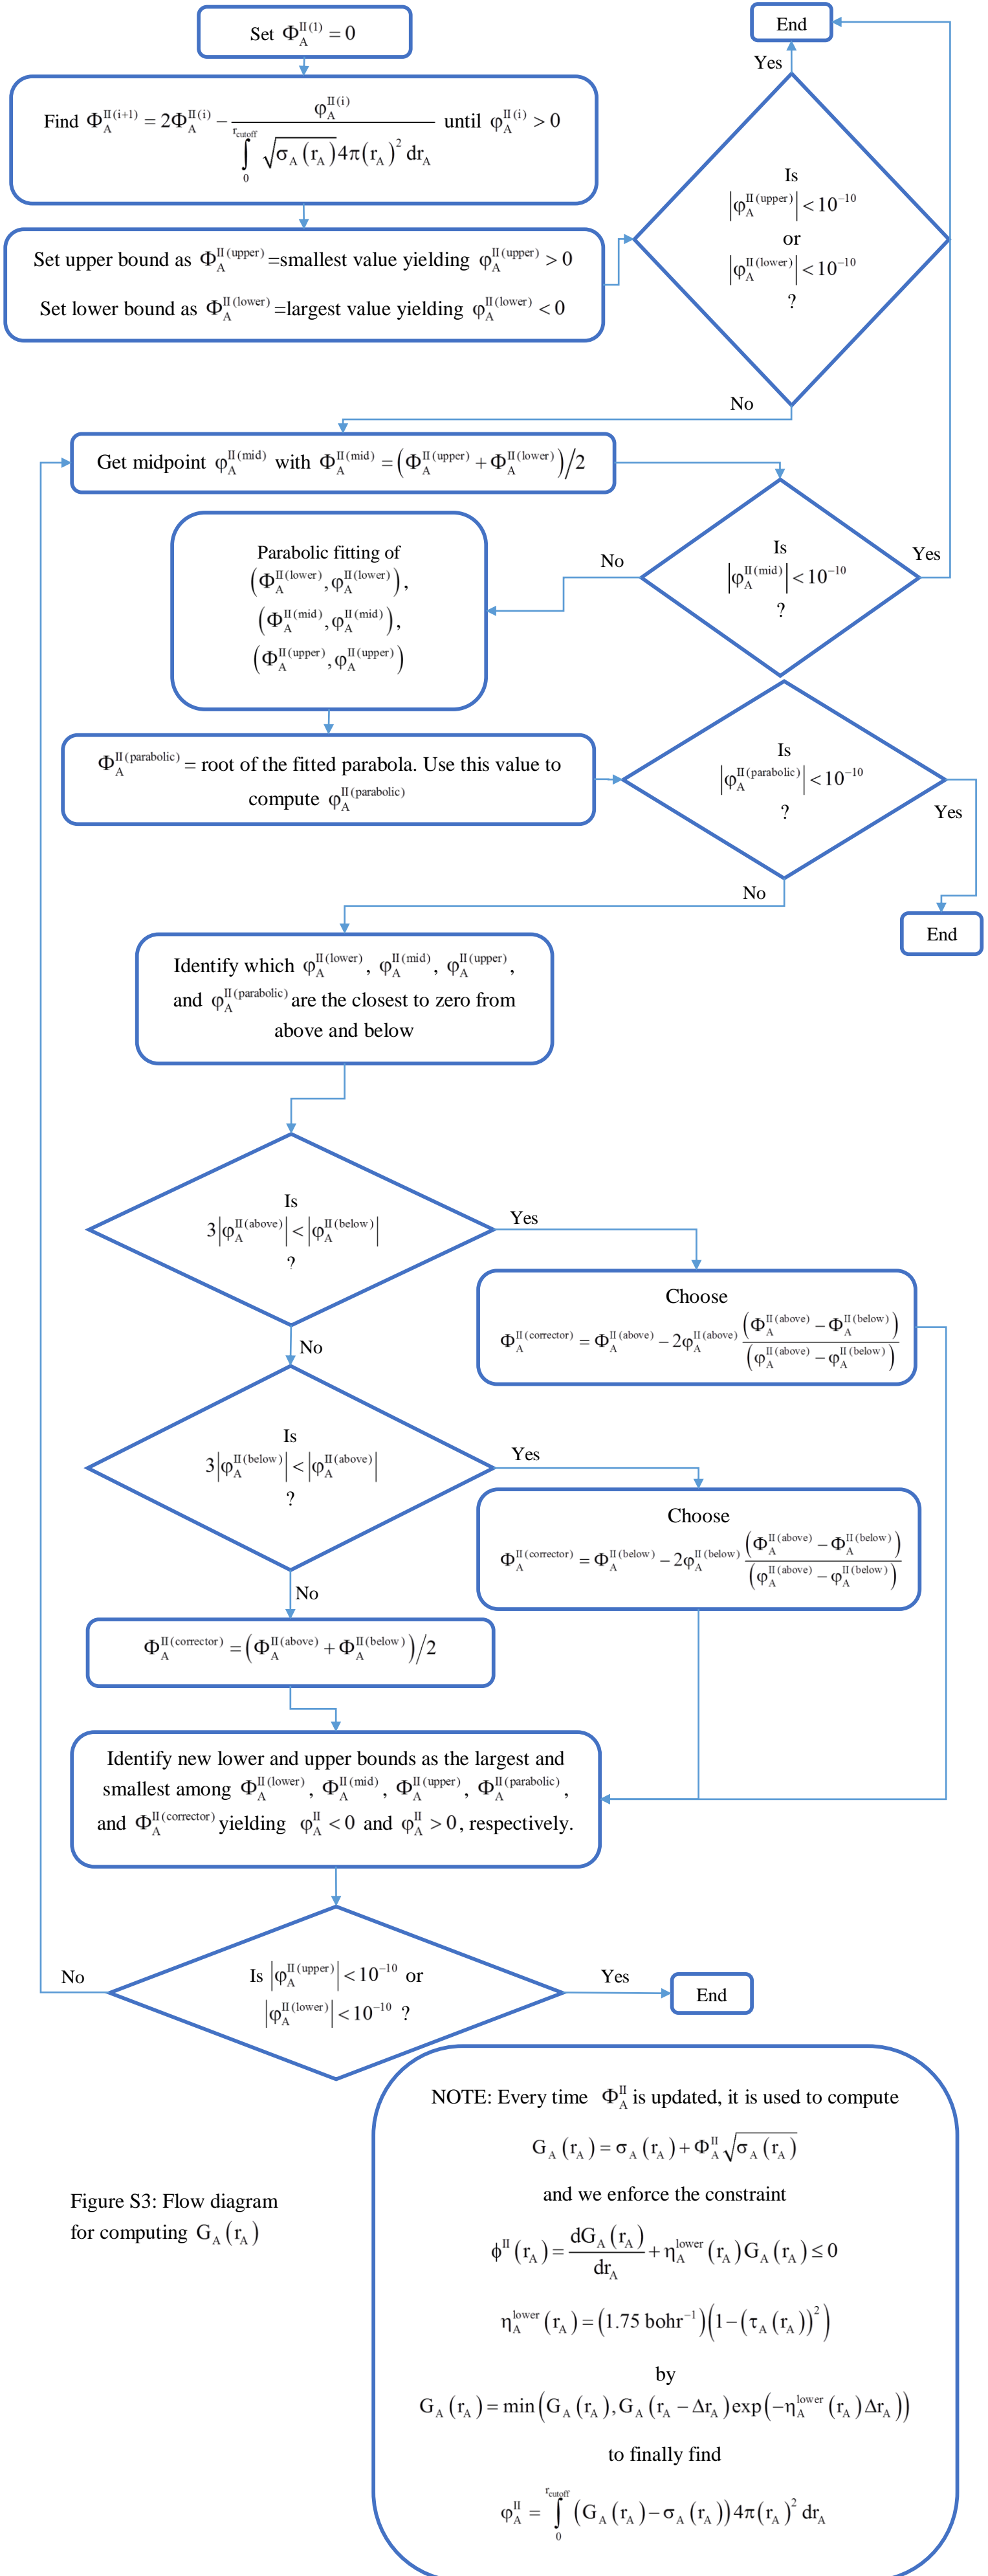 Set Φ_A^{II(1)} = 0
End
Yes
Find Φ_A^{II(i+1)} = 2Φ_A^{II(i)} − φ_A^{II(i)} / ∫_0^{r_cutoff} √(σ_A(r_A)) 4π(r_A)^2 dr_A until φ_A^{II(i)} > 0
Set upper bound as Φ_A^{II(upper)} =smallest value yielding φ_A^{II(upper)} > 0
Set lower bound as Φ_A^{II(lower)} =largest value yielding φ_A^{II(lower)} < 0
Is
|φ_A^{II(upper)}| < 10^{−10}
or
|φ_A^{II(lower)}| < 10^{−10}
?
No
Get midpoint φ_A^{II(mid)} with Φ_A^{II(mid)} = (Φ_A^{II(upper)} + Φ_A^{II(lower)})/2
Is
|φ_A^{II(mid)}| < 10^{−10}
?
Yes
No
Parabolic fitting of
(Φ_A^{II(lower)}, φ_A^{II(lower)}),
(Φ_A^{II(mid)}, φ_A^{II(mid)}),
(Φ_A^{II(upper)}, φ_A^{II(upper)})
Φ_A^{II(parabolic)} = root of the fitted parabola. Use this value to
compute φ_A^{II(parabolic)}
Is
|φ_A^{II(parabolic)}| < 10^{−10}
?
Yes
No
End
Identify which φ_A^{II(lower)}, φ_A^{II(mid)}, φ_A^{II(upper)},
and φ_A^{II(parabolic)} are the closest to zero from
above and below
Is
3|φ_A^{II(above)}| < |φ_A^{II(below)}|
?
Yes
Choose
Φ_A^{II(corrector)} = Φ_A^{II(above)} − 2φ_A^{II(above)} (Φ_A^{II(above)} − Φ_A^{II(below)}) / (φ_A^{II(above)} − φ_A^{II(below)})
No
Is
3|φ_A^{II(below)}| < |φ_A^{II(above)}|
?
Yes
Choose
Φ_A^{II(corrector)} = Φ_A^{II(below)} − 2φ_A^{II(below)} (Φ_A^{II(above)} − Φ_A^{II(below)}) / (φ_A^{II(above)} − φ_A^{II(below)})
No
Φ_A^{II(corrector)} = (Φ_A^{II(above)} + Φ_A^{II(below)})/2
Identify new lower and upper bounds as the largest and
smallest among Φ_A^{II(lower)}, Φ_A^{II(mid)}, Φ_A^{II(upper)}, Φ_A^{II(parabolic)},
and Φ_A^{II(corrector)} yielding φ_A^{II} < 0 and φ_A^{II} > 0, respectively.
Is |φ_A^{II(upper)}| < 10^{−10} or
|φ_A^{II(lower)}| < 10^{−10} ?
No
Yes
End
NOTE: Every time Φ_A^{II} is updated, it is used to compute
G_A(r_A) = σ_A(r_A) + Φ_A^{II} √(σ_A(r_A))
and we enforce the constraint
ϕ^{II}(r_A) = dG_A(r_A)/dr_A + η_A^{lower}(r_A) G_A(r_A) ≤ 0
η_A^{lower}(r_A) = (1.75 bohr^{−1})(1 − (τ_A(r_A))^2)
by
G_A(r_A) = min(G_A(r_A), G_A(r_A − Δr_A) exp(−η_A^{lower}(r_A)Δr_A))
to finally find
φ_A^{II} = ∫_0^{r_cutoff} (G_A(r_A) − σ_A(r_A)) 4π(r_A)^2 dr_A
Figure S3: Flow diagram
for computing G_A(r_A)